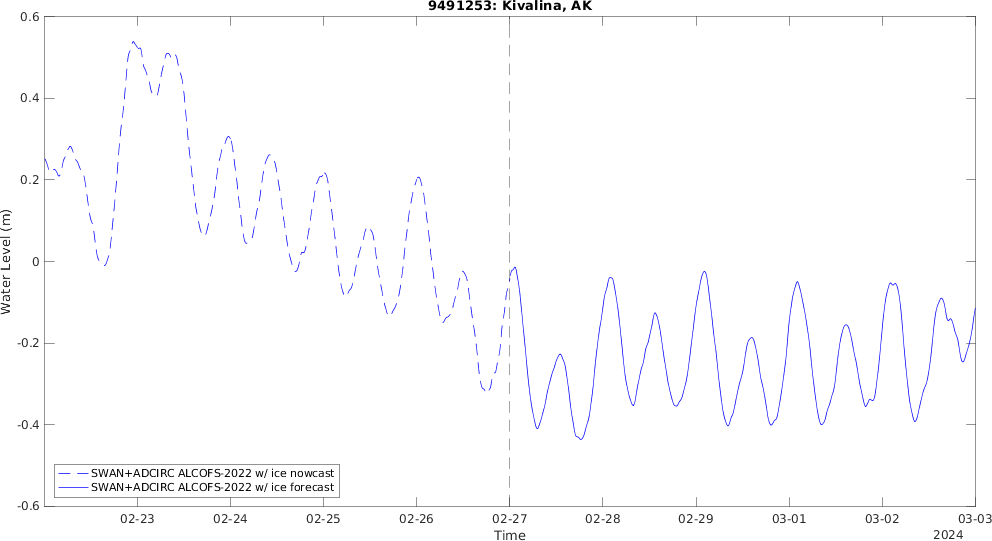 9491253: Kivalina, AK
0.6
0.4
0.2
0
-0.2
-0.4
-0.6
Water Level (m)
SWAN+ADCIRC ALCOFS-2022 w/ ice nowcast
SWAN+ADCIRC ALCOFS-2022 w/ ice forecast
02-23 02-24 02-25 02-26 02-27 02-28 02-29 03-01 03-02 03-03
Time
2024